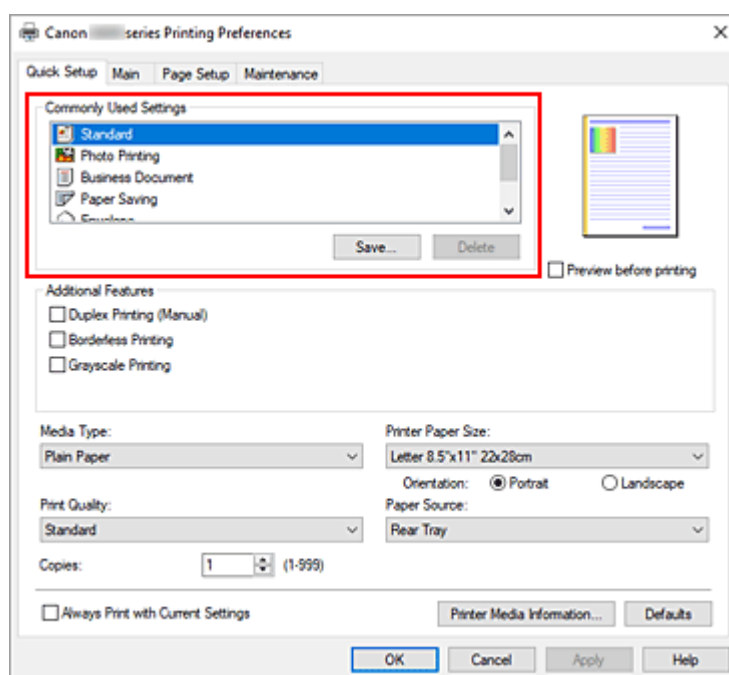 Canon series Printing Preferences
Quick Setup Main Page Setup Maintenance
Commonly Used Settings
Standard
Photo Printing
Business Document
Paper Saving
Save... Delete
Preview before printing
Additional Features
Duplex Printing (Manual)
Borderless Printing
Grayscale Printing
Media Type: Printer Paper Size:
Plain Paper Letter 8.5"x11" 22x28cm
Orientation: Portrait Landscape
Print Quality: Paper Source:
Standard Rear Tray
Copies: 1 (1-999)
Always Print with Current Settings Printer Media Information... Defaults
OK Cancel Apply Help